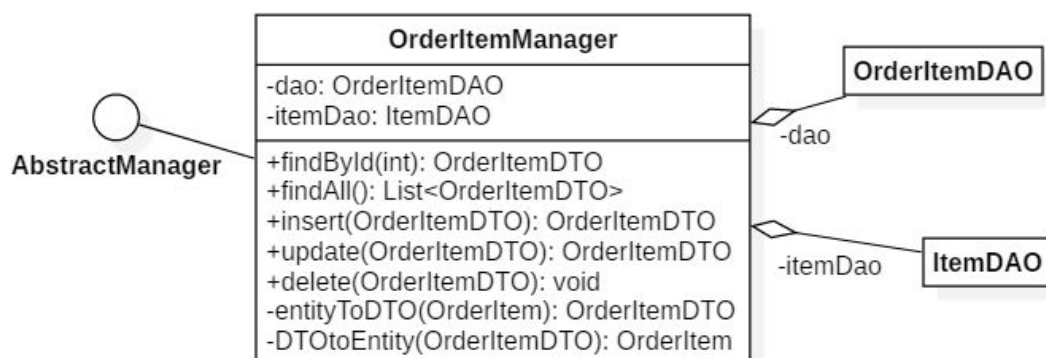 OrderItemManager
-dao: OrderItemDAO
-itemDao: ItemDAO
+findById(int): OrderItemDTO
+findAll(): List<OrderItemDTO>
+insert(OrderItemDTO): OrderItemDTO
+update(OrderItemDTO): OrderItemDTO
+delete(OrderItemDTO): void
-entityToDTO(OrderItem): OrderItemDTO
-DTOtoEntity(OrderItemDTO): OrderItem
AbstractManager
OrderItemDAO
-dao
-itemDao
ItemDAO